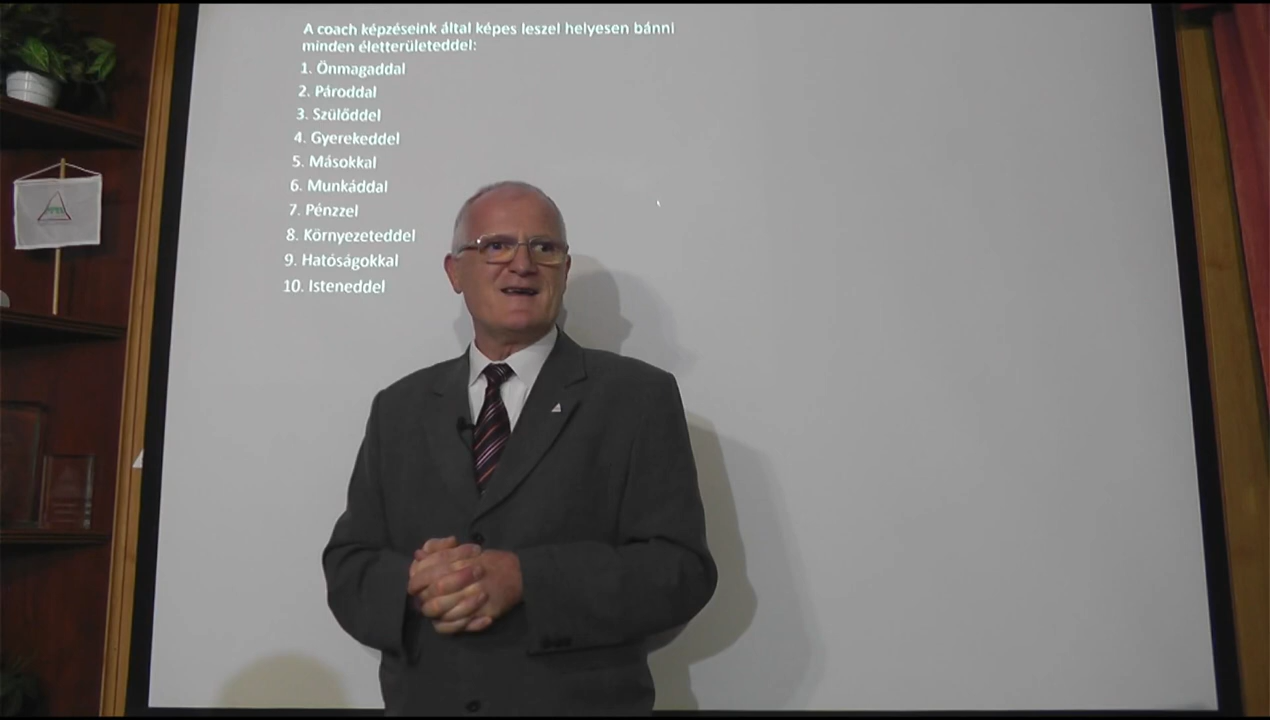 A coach képzéseink által képes leszel helyesen bánni
minden életterületeddel:
1. Önmagaddal
2. Pároddal
3. Szülőddel
4. Gyerekeddel
5. Másokkal
6. Munkáddal
7. Pénzzel
8. Környezeteddel
9. Hatóságokkal
10. Isteneddel